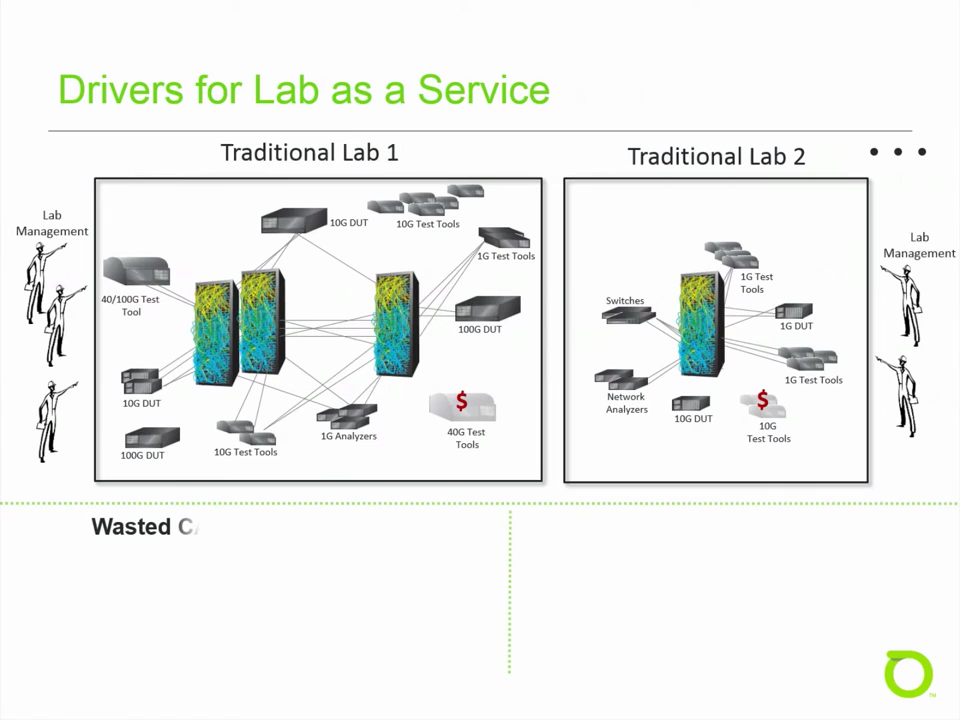 Drivers for Lab as a Service
Traditional Lab 1
Traditional Lab 2
• • •
Lab
Management
10G DUT
10G Test Tools
1G Test Tools
40/100G Test
Tool
100G DUT
10G DUT
100G DUT
10G Test Tools
1G Analyzers
$
40G Test
Tools
Switches
1G Test
Tools
1G DUT
1G Test Tools
Network
Analyzers
10G DUT
$
10G
Test Tools
Lab
Management
Wasted
TM